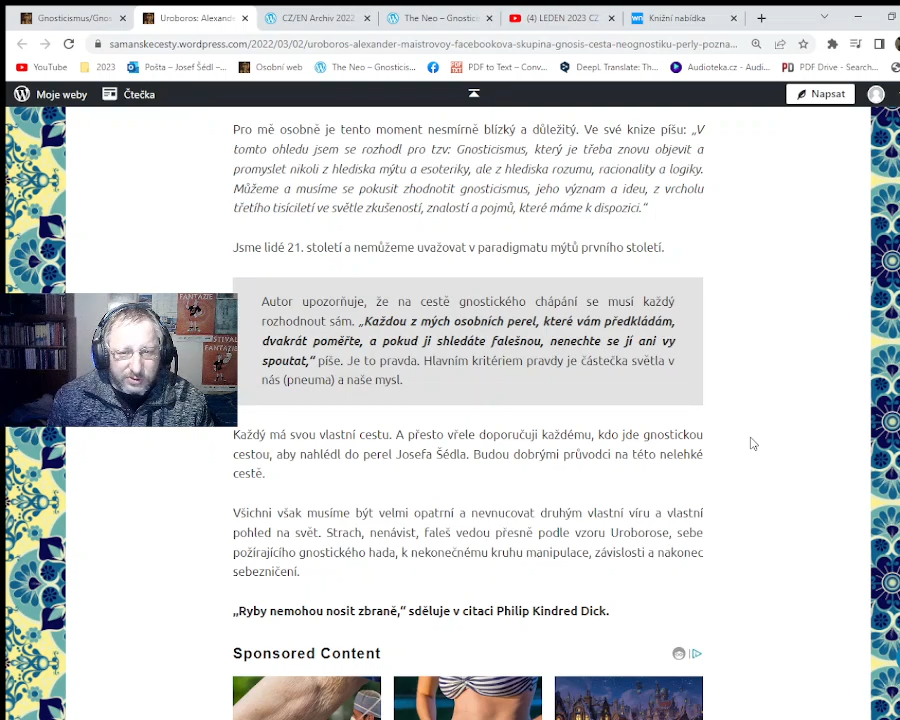 Gnosticismus/Gnos
Uroboros: Alexande
CZ/EN Archiv 2022
The Neo – Gnostice
(4) LEDEN 2023 CZ
Knižní nabídka
samanskecesty.wordpress.com/2022/03/02/uroboros-alexander-maistrovoy-facebookova-skupina-gnosis-cesta-neognostiku-perly-pozna...
YouTube
2023
Pošta – Josef Šédl –...
Osobní web
The Neo – Gnostic...
PDF to Text – Conv...
DeepL Translate: Th...
Audioteka.cz - Audi...
PDF Drive - Search...
Moje weby
Čtečka
Napsat
Pro mě osobně je tento moment nesmírně blízký a důležitý. Ve své knize píšu: „V
tomto ohledu jsem se rozhodl pro tzv: Gnosticismus, který je třeba znovu objevit a
promyslet nikoli z hlediska mýtu a esoteriky, ale z hlediska rozumu, racionality a logiky.
Můžeme a musíme se pokusit zhodnotit gnosticismus, jeho význam a ideu, z vrcholu
třetího tisíciletí ve světle zkušeností, znalostí a pojmů, které máme k dispozici.“
Jsme lidé 21. století a nemůžeme uvažovat v paradigmatu mýtů prvního století.
Autor upozorňuje, že na cestě gnostického chápání se musí každý
rozhodnout sám. „Každou z mých osobních perel, které vám předkládám,
dvakrát poměřte, a pokud ji shledáte falešnou, nenechte se jí ani vy
spoutat,“ píše. Je to pravda. Hlavním kritériem pravdy je částečka světla v
nás (pneuma) a naše mysl.
FANTAZIE
FESTIVAL
FANTAZIE
Každý má svou vlastní cestu. A přesto vřele doporučuji každému, kdo jde gnostickou
cestou, aby nahlédl do perel Josefa Šédla. Budou dobrými průvodci na této nelehké
cestě.
Všichni však musíme být velmi opatrní a nevnucovat druhým vlastní víru a vlastní
pohled na svět. Strach, nenávist, faleš vedou přesně podle vzoru Uroborose, sebe
požírajícího gnostického hada, k nekonečnému kruhu manipulace, závislosti a nakonec
sebezničení.
„Ryby nemohou nosit zbraně,“ sděluje v citaci Philip Kindred Dick.
Sponsored Content